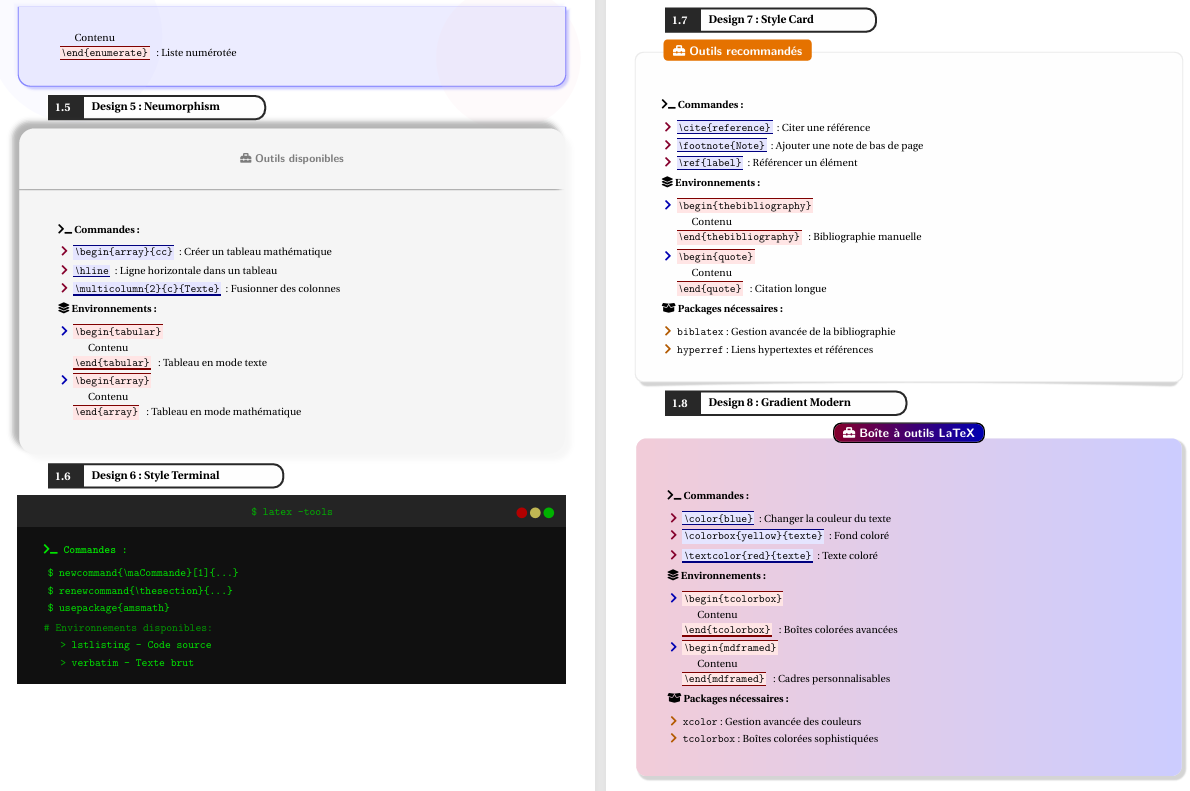 Contenu
\end{enumerate} : Liste numérotée
1.5 Design 5 : Neumorphism
Outils disponibles
Commandes :
\begin{array}{cc} : Créer un tableau mathématique
\hline : Ligne horizontale dans un tableau
\multicolumn{2}{c}{Texte} : Fusionner des colonnes
Environnements :
\begin{tabular}
Contenu
\end{tabular} : Tableau en mode texte
\begin{array}
Contenu
\end{array} : Tableau en mode mathématique
1.6 Design 6 : Style Terminal
$ latex -tools
Commandes :
$ newcommand{\maCommande}[1]{...}
$ renewcommand{\thesection}{...}
$ usepackage{amsmath}
# Environnements disponibles:
> lstlisting - Code source
> verbatim - Texte brut
1.7 Design 7 : Style Card
Outils recommandés
Commandes :
\cite{reference} : Citer une référence
\footnote{Note} : Ajouter une note de bas de page
\ref{label} : Référencer un élément
Environnements :
\begin{thebibliography}
Contenu
\end{thebibliography} : Bibliographie manuelle
\begin{quote}
Contenu
\end{quote} : Citation longue
Packages nécessaires :
biblatex : Gestion avancée de la bibliographie
hyperref : Liens hypertextes et références
1.8 Design 8 : Gradient Modern
Boîte à outils LaTeX
Commandes :
\color{blue} : Changer la couleur du texte
\colorbox{yellow}{texte} : Fond coloré
\textcolor{red}{texte} : Texte coloré
Environnements :
\begin{tcolorbox}
Contenu
\end{tcolorbox} : Boîtes colorées avancées
\begin{mdframed}
Contenu
\end{mdframed} : Cadres personnalisables
Packages nécessaires :
xcolor : Gestion avancée des couleurs
tcolorbox : Boîtes colorées sophistiquées